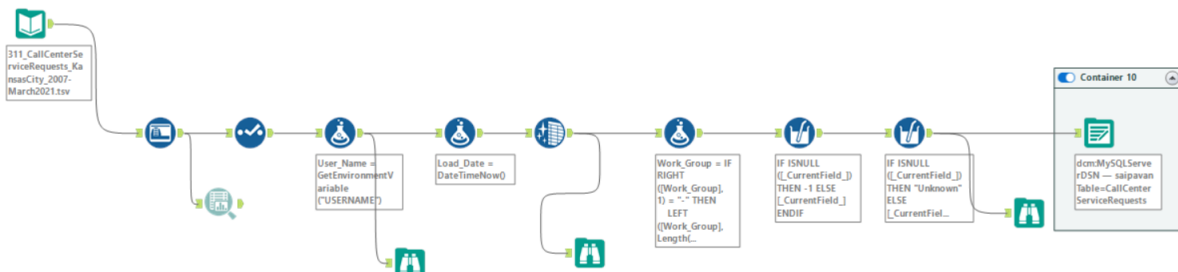 311_CallCenterSe
rviceRequests_Ka
nsasCity_2007-
March2021.tsv
User_Name =
GetEnvironmentV
ariable
("USERNAME")
Load_Date =
DateTimeNow()
Work_Group = IF
RIGHT
([Work_Group],
1) = "-" THEN
LEFT
([Work_Group],
Length(...
IF ISNULL
([_CurrentField_])
THEN -1 ELSE
[_CurrentField_]
ENDIF
IF ISNULL
([_CurrentField_])
THEN "Unknown"
ELSE
[_CurrentFiel...
Container 10
dcm:MySQLServe
rDSN — saipavan
Table=CallCenter
ServiceRequests